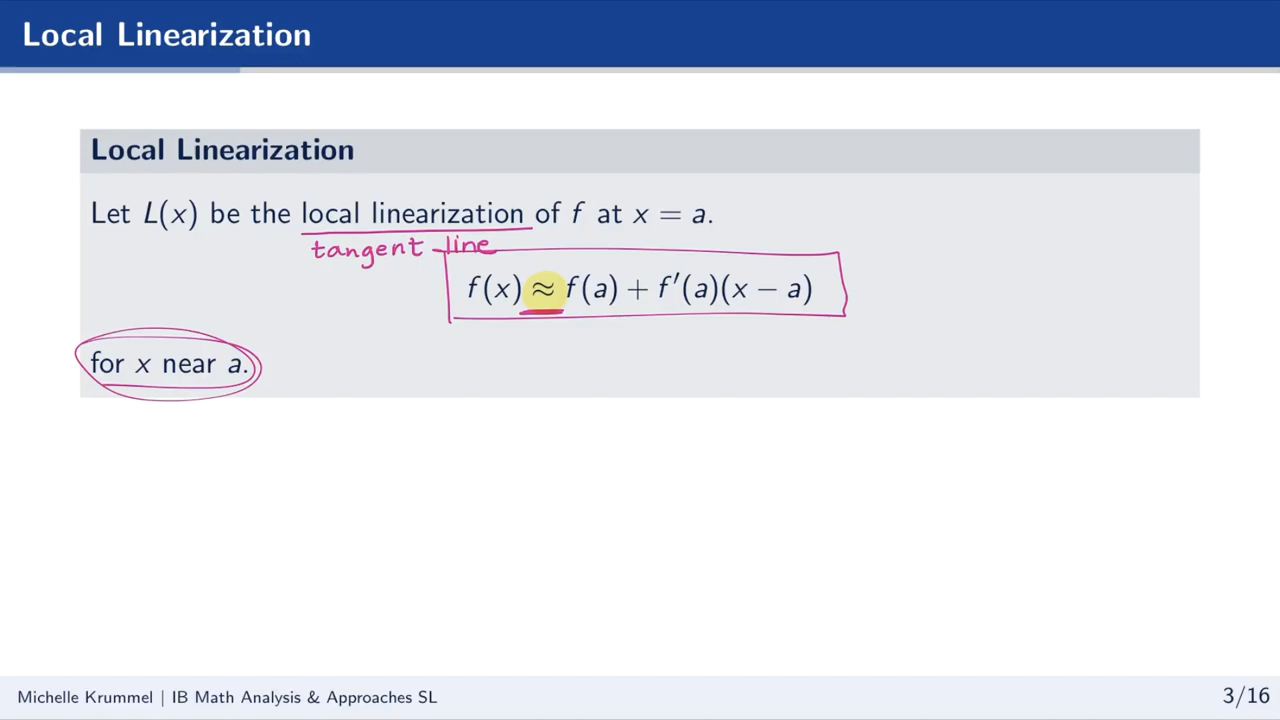 Local Linearization
Local Linearization
Let L(x) be the local linearization of f at x = a.
tangent line
f(x) ≈ f(a) + f′(a)(x − a)
for x near a.
Michelle Krummel | IB Math Analysis & Approaches SL
3/16